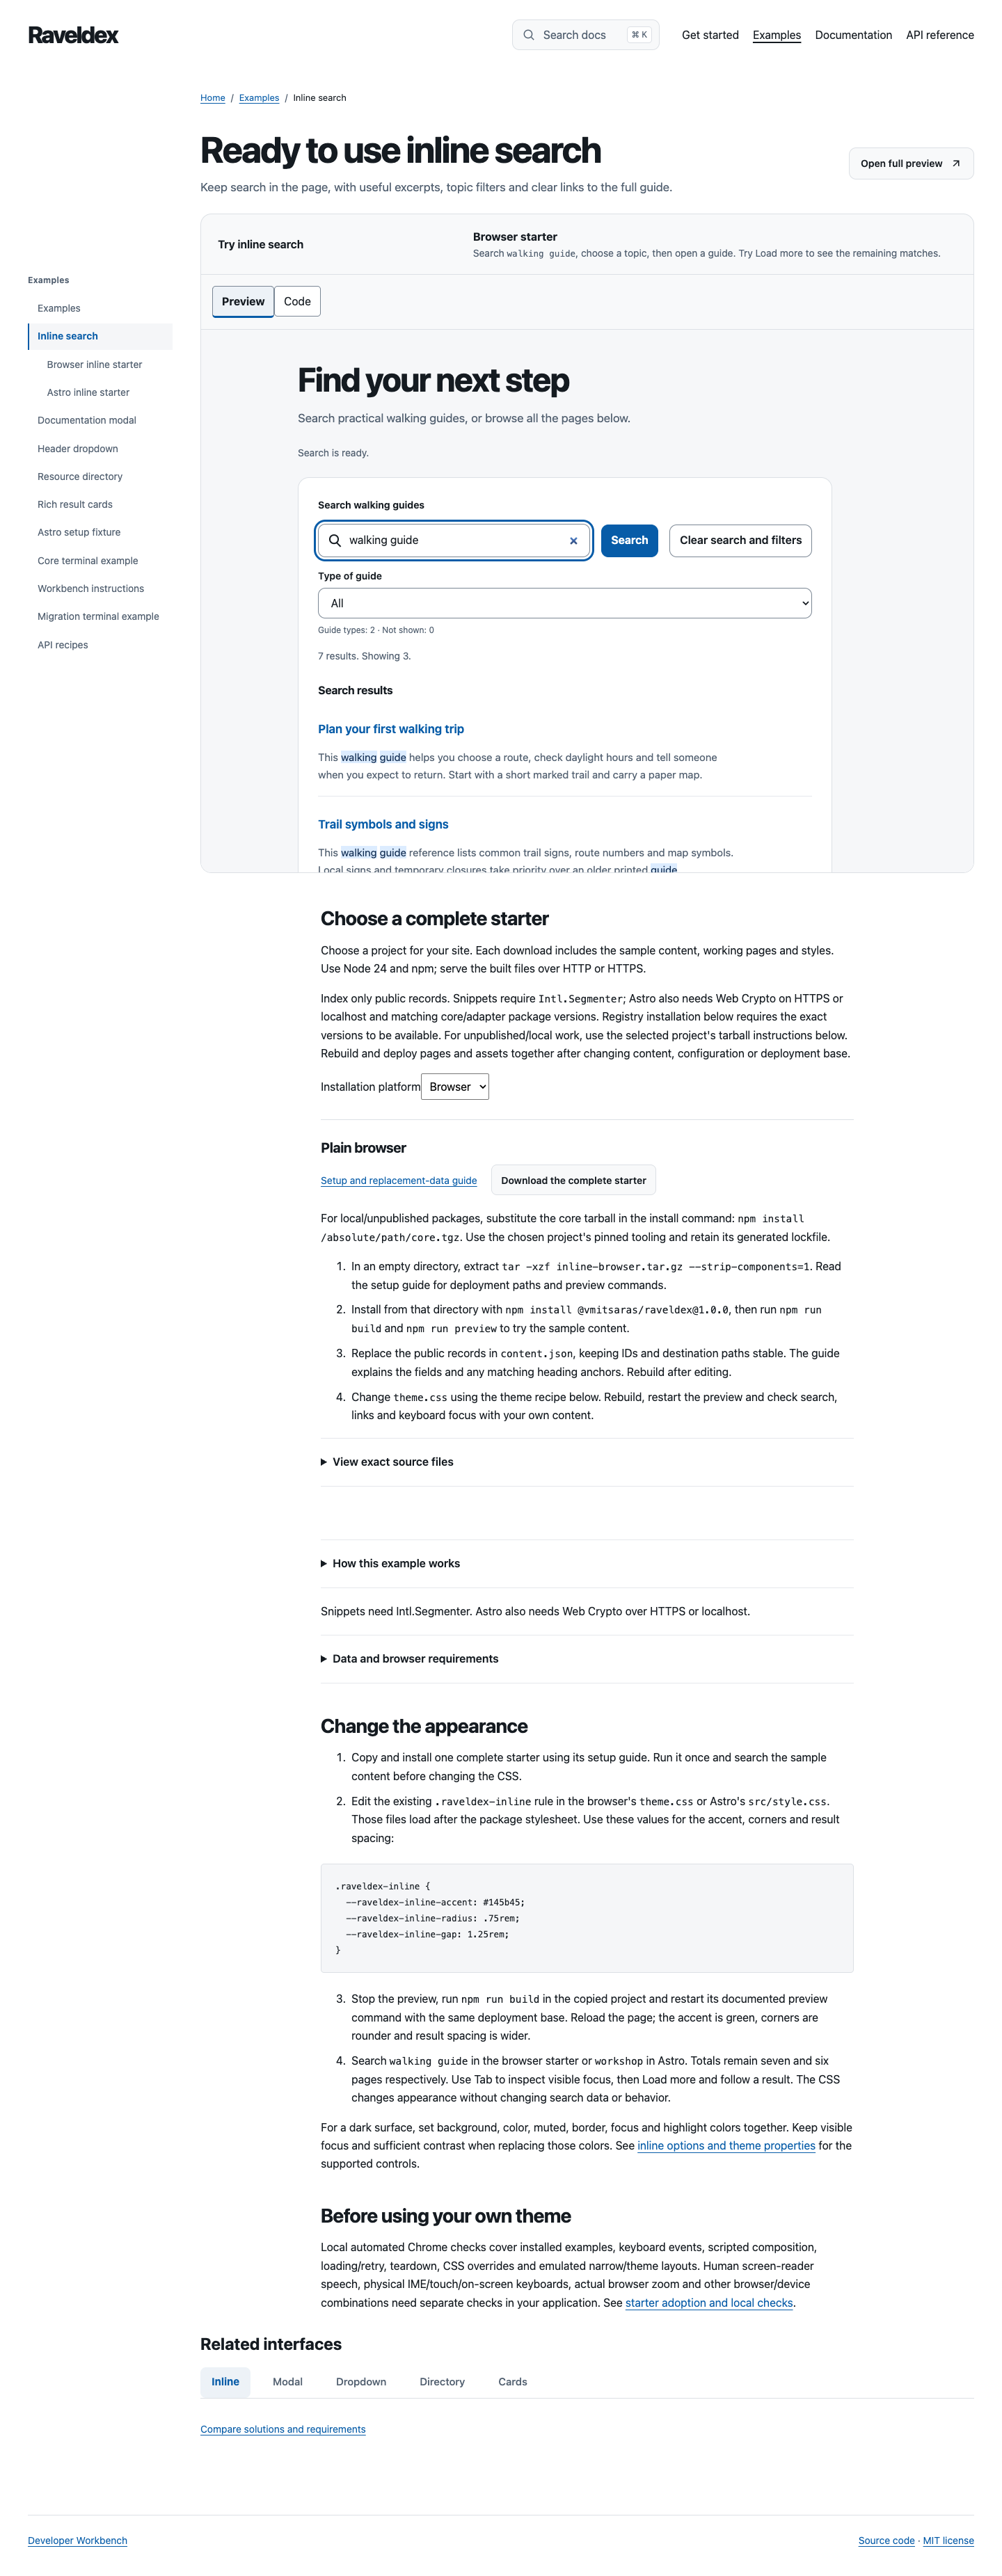 Raveldex
Search docs
⌘ K
Get started
Examples
Documentation
API reference
Home / Examples / Inline search
Ready to use inline search
Keep search in the page, with useful excerpts, topic filters and clear links to the full guide.
Open full preview
Examples
Examples
Inline search
Browser inline starter
Astro inline starter
Documentation modal
Header dropdown
Resource directory
Rich result cards
Astro setup fixture
Core terminal example
Workbench instructions
Migration terminal example
API recipes
Try inline search
Browser starter
Search walking guide, choose a topic, then open a guide. Try Load more to see the remaining matches.
Preview
Code
Find your next step
Search practical walking guides, or browse all the pages below.
Search is ready.
Search walking guides
walking guide
Search
Clear search and filters
Type of guide
All
Guide types: 2 · Not shown: 0
7 results. Showing 3.
Search results
Plan your first walking trip
This walking guide helps you choose a route, check daylight hours and tell someone
when you expect to return. Start with a short marked trail and carry a paper map.
Trail symbols and signs
This walking guide reference lists common trail signs, route numbers and map symbols.
Local signs and temporary closures take priority over an older printed guide
Choose a complete starter
Choose a project for your site. Each download includes the sample content, working pages and styles.
Use Node 24 and npm; serve the built files over HTTP or HTTPS.
Index only public records. Snippets require Intl.Segmenter; Astro also needs Web Crypto on HTTPS or
localhost and matching core/adapter package versions. Registry installation below requires the exact
versions to be available. For unpublished/local work, use the selected project's tarball instructions below.
Rebuild and deploy pages and assets together after changing content, configuration or deployment base.
Installation platform Browser
Plain browser
Setup and replacement-data guide
Download the complete starter
For local/unpublished packages, substitute the core tarball in the install command: npm install
/absolute/path/core.tgz. Use the chosen project's pinned tooling and retain its generated lockfile.
1. In an empty directory, extract tar -xzf inline-browser.tar.gz --strip-components=1. Read
the setup guide for deployment paths and preview commands.
2. Install from that directory with npm install @vmitsaras/raveldex@1.0.0, then run npm run
build and npm run preview to try the sample content.
3. Replace the public records in content.json, keeping IDs and destination paths stable. The guide
explains the fields and any matching heading anchors. Rebuild after editing.
4. Change theme.css using the theme recipe below. Rebuild, restart the preview and check search,
links and keyboard focus with your own content.
View exact source files
How this example works
Snippets need Intl.Segmenter. Astro also needs Web Crypto over HTTPS or localhost.
Data and browser requirements
Change the appearance
1. Copy and install one complete starter using its setup guide. Run it once and search the sample
content before changing the CSS.
2. Edit the existing .raveldex-inline rule in the browser's theme.css or Astro's src/style.css.
Those files load after the package stylesheet. Use these values for the accent, corners and result
spacing:
.raveldex-inline {
--raveldex-inline-accent: #145b45;
--raveldex-inline-radius: .75rem;
--raveldex-inline-gap: 1.25rem;
}
3. Stop the preview, run npm run build in the copied project and restart its documented preview
command with the same deployment base. Reload the page; the accent is green, corners are
rounder and result spacing is wider.
4. Search walking guide in the browser starter or workshop in Astro. Totals remain seven and six
pages respectively. Use Tab to inspect visible focus, then Load more and follow a result. The CSS
changes appearance without changing search data or behavior.
For a dark surface, set background, color, muted, border, focus and highlight colors together. Keep visible
focus and sufficient contrast when replacing those colors. See inline options and theme properties for the
supported controls.
Before using your own theme
Local automated Chrome checks cover installed examples, keyboard events, scripted composition,
loading/retry, teardown, CSS overrides and emulated narrow/theme layouts. Human screen-reader
speech, physical IME/touch/on-screen keyboards, actual browser zoom and other browser/device
combinations need separate checks in your application. See starter adoption and local checks.
Related interfaces
Inline
Modal
Dropdown
Directory
Cards
Compare solutions and requirements
Developer Workbench
Source code · MIT license